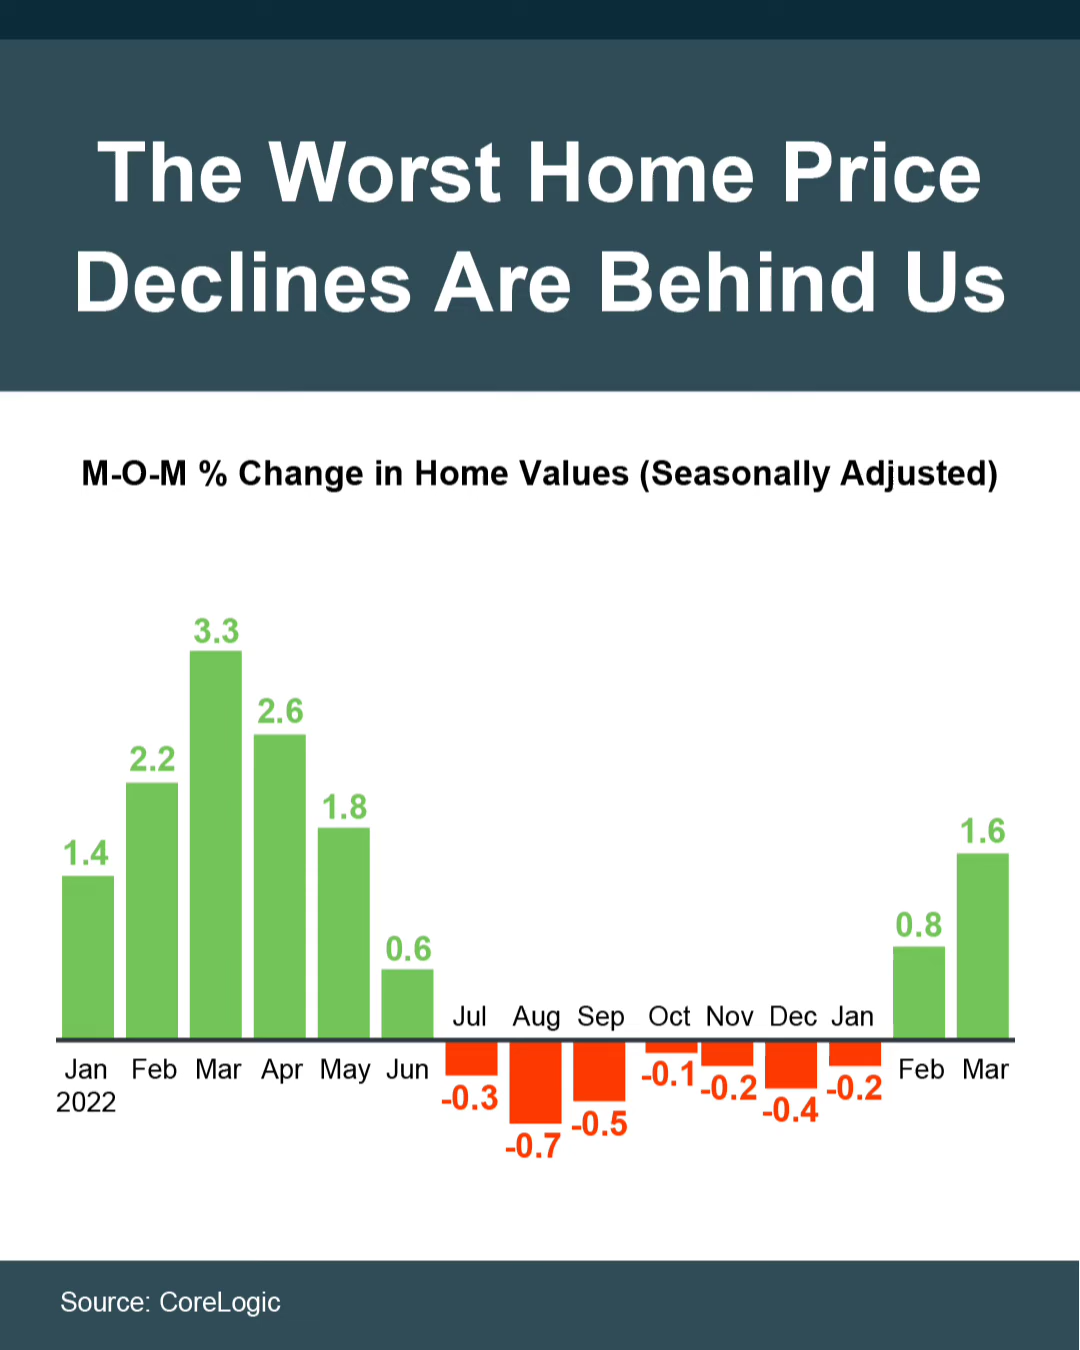 The Worst Home Price
Declines Are Behind Us
M-O-M % Change in Home Values (Seasonally Adjusted)
1.4
2.2
3.3
2.6
1.8
0.6
0.8
1.6
Jul Aug Sep Oct Nov Dec Jan
Jan Feb Mar Apr May Jun
2022
Feb Mar
-0.3
-0.7
-0.5
-0.1
-0.2
-0.4
-0.2
Source: CoreLogic